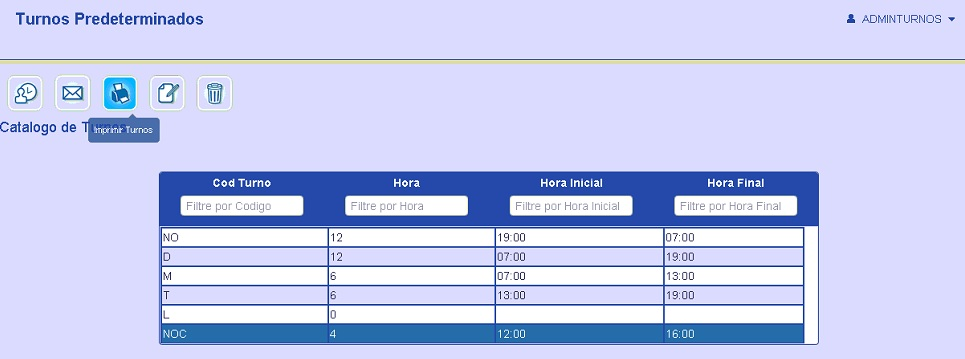 Turnos Predeterminados
ADMINTURNOS
Catalogo de Turnos
Imprimir Turnos
Cod Turno Hora Hora Inicial Hora Final
Filtre por Codigo Filtre por Hora Filtre por Hora Inicial Filtre por Hora Final
NO 12 19:00 07:00
D 12 07:00 19:00
M 6 07:00 13:00
T 6 13:00 19:00
L 0
NOC 4 12:00 16:00